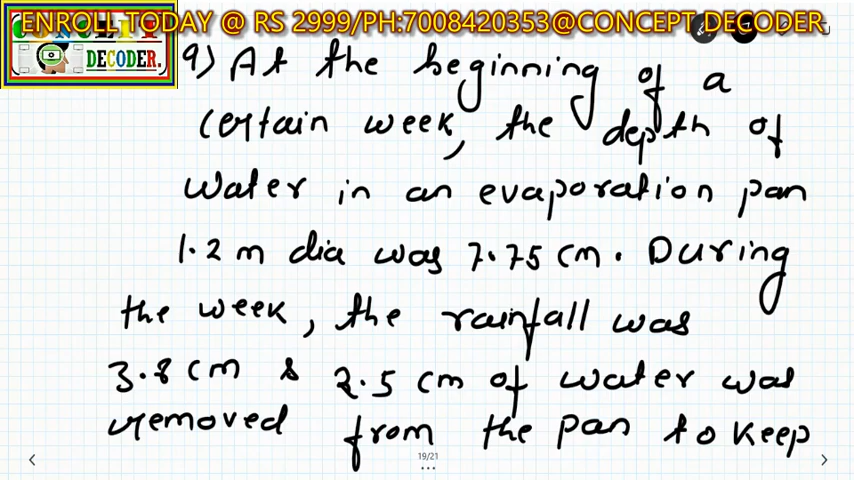 ENROLL TODAY @ RS 2999/PH:7008420353@CONCEPT DECODER
DECODER.
9) At the beginning of a
certain week, the depth of
water in an evaporation pan
1.2 m dia was 7.75 cm. During
the week, the rainfall was
3.8 cm & 2.5 cm of water was
removed from the pan to keep
19/21